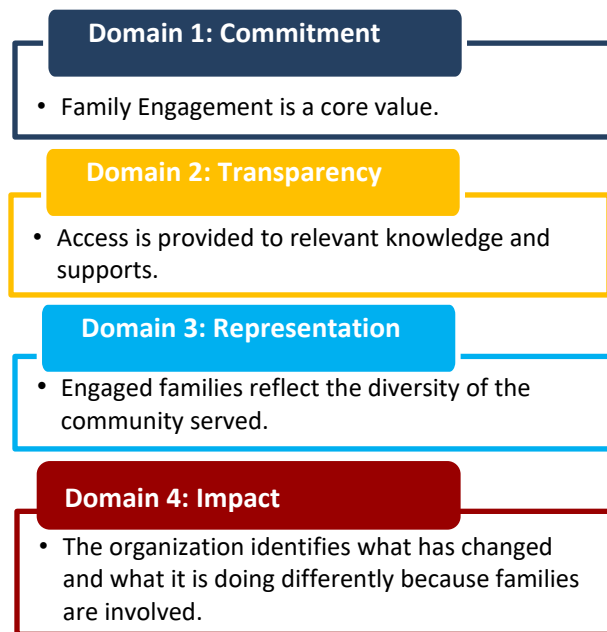 Domain 1: Commitment
• Family Engagement is a core value.
Domain 2: Transparency
• Access is provided to relevant knowledge and
supports.
Domain 3: Representation
• Engaged families reflect the diversity of the
community served.
Domain 4: Impact
• The organization identifies what has changed
and what it is doing differently because families
are involved.